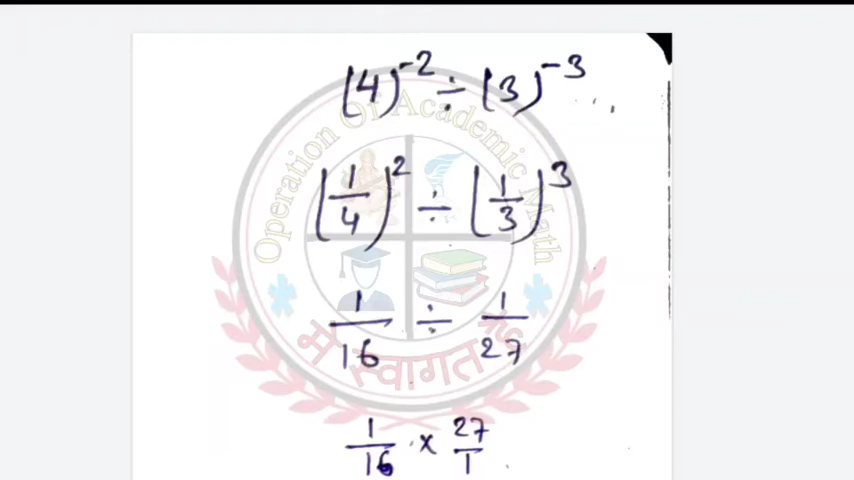 (4)^-2 ÷ (3)^-3
Operation Of Academic Math
(1/4)^2 ÷ (1/3)^3
1/16 ÷ 1/27
में स्वागत है
1/16 × 27/1